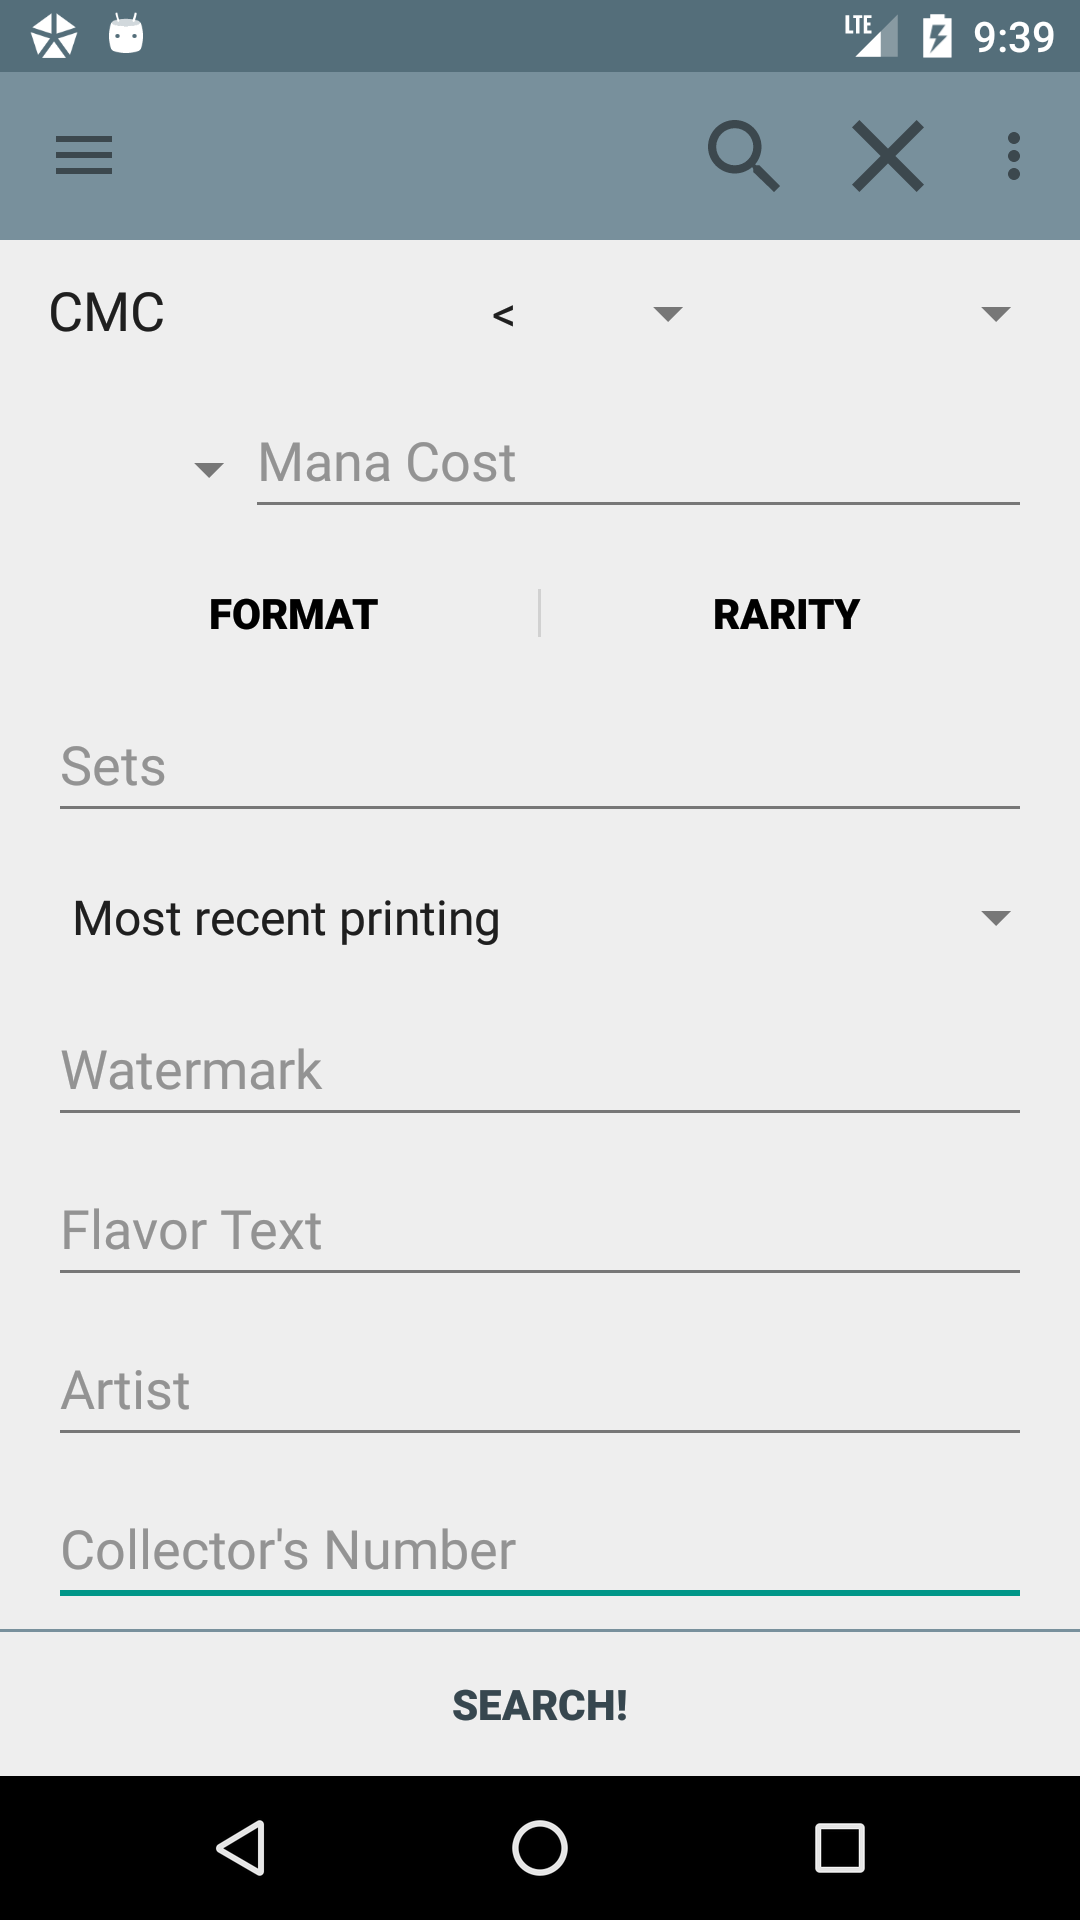 LTE 9:39
CMC <
Mana Cost
FORMAT RARITY
Sets
Most recent printing
Watermark
Flavor Text
Artist
Collector's Number
SEARCH!